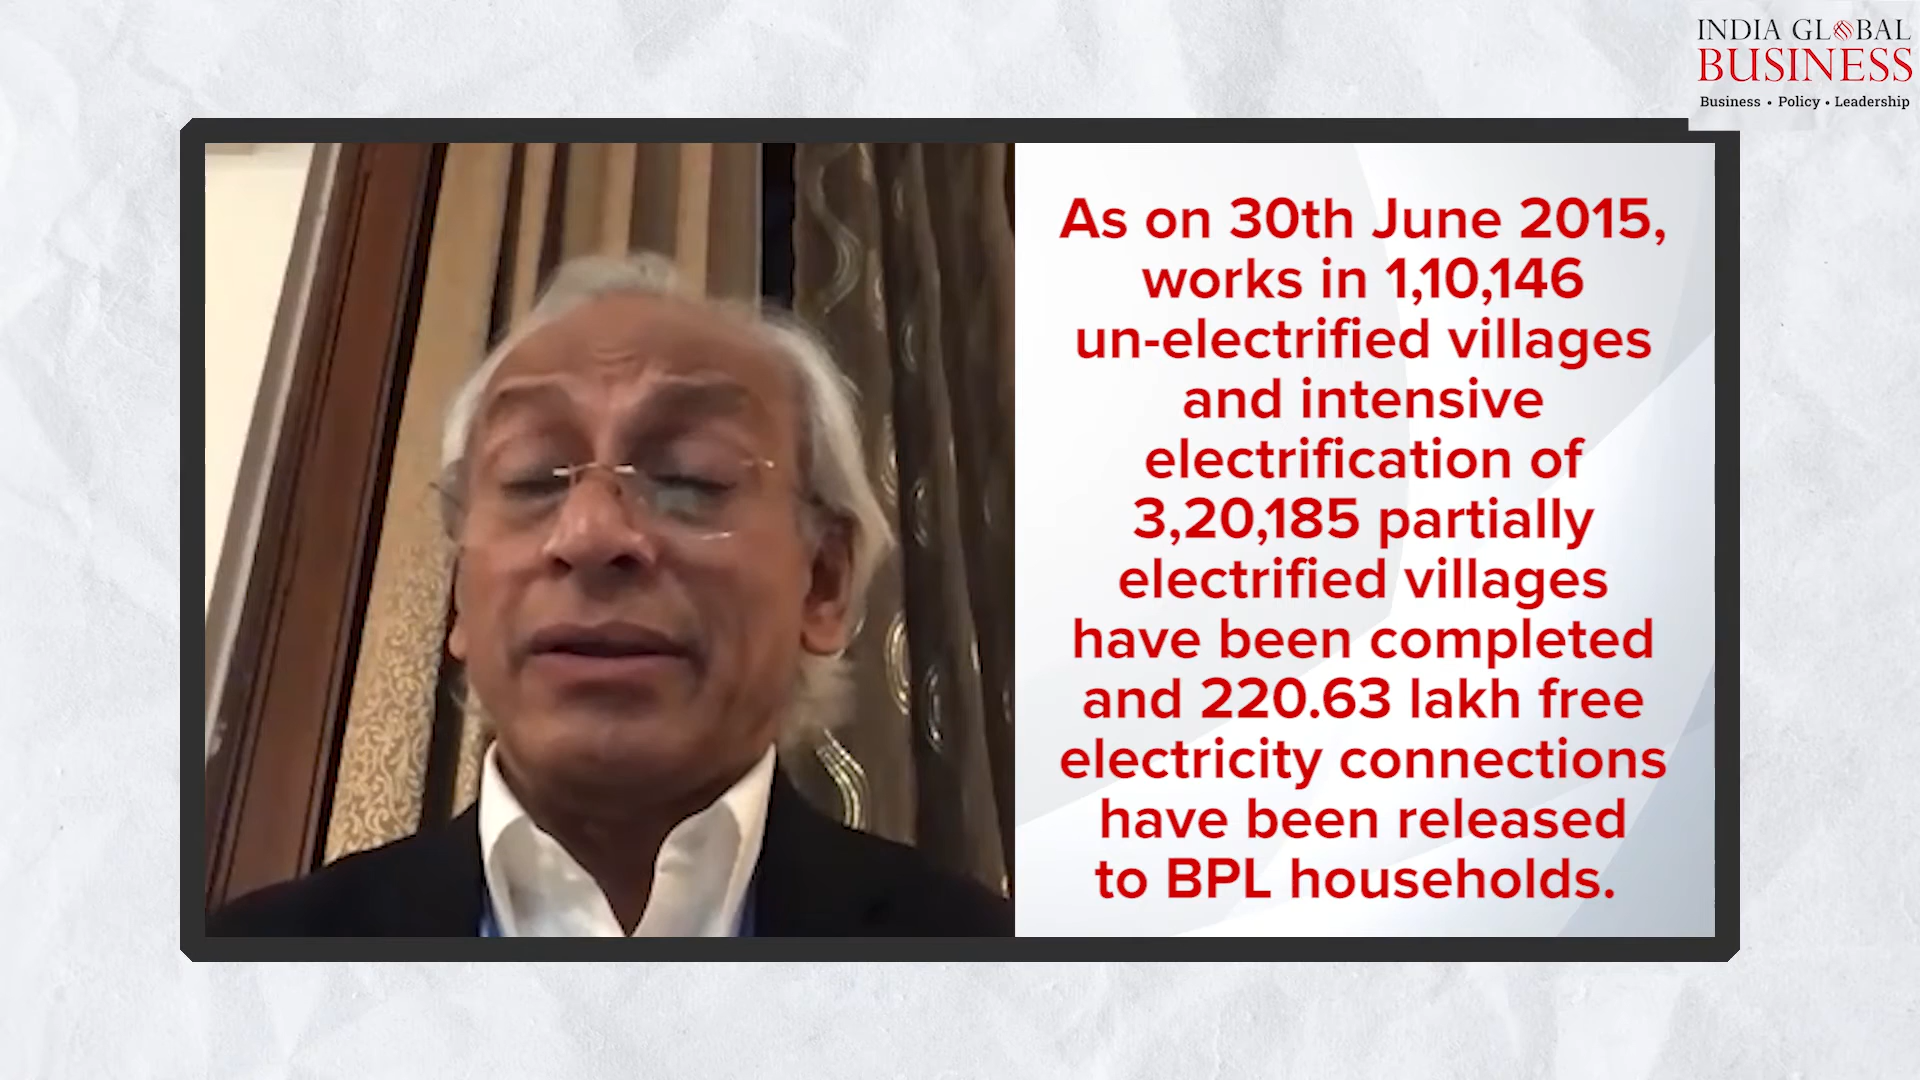 INDIA GLOBAL
BUSINESS
Business • Policy • Leadership
As on 30th June 2015,
works in 1,10,146
un-electrified villages
and intensive
electrification of
3,20,185 partially
electrified villages
have been completed
and 220.63 lakh free
electricity connections
have been released
to BPL households.